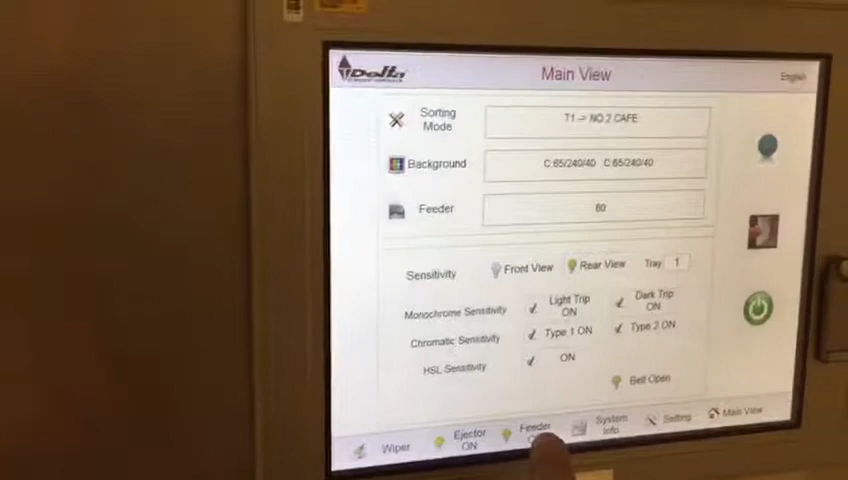 Delta
Main View
English
Sorting Mode
T1 -> NO.2 CAFE
Background
C:65/240/40 C:65/240/40
Feeder
60
Sensitivity
Front View
Rear View
Tray
1
Monochrome Sensitivity
Light Trip ON
Dark Trip ON
Chromatic Sensitivity
Type 1 ON
Type 2 ON
HSL Sensitivity
ON
Belt Open
Wiper
Ejector ON
Feeder
System Info
Setting
Main View